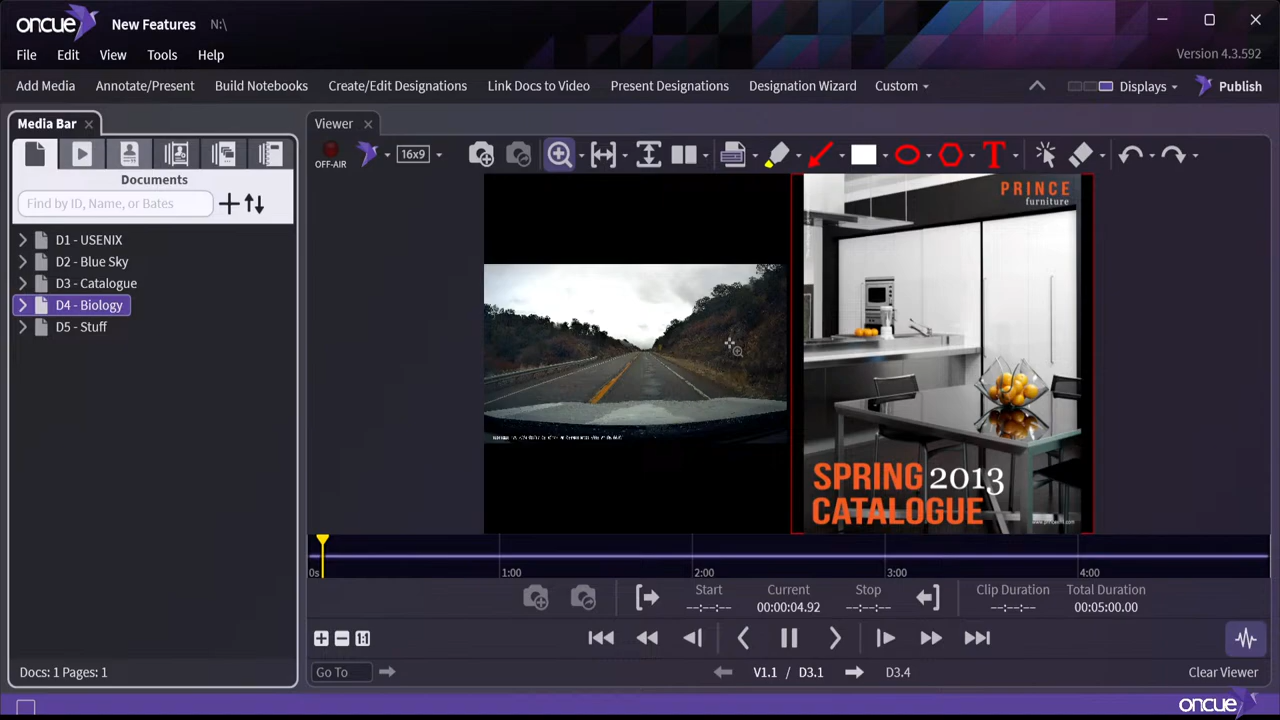 oncue New Features N:\
File Edit View Tools Help
Version 4.3.592
Add Media Annotate/Present Build Notebooks Create/Edit Designations Link Docs to Video Present Designations Designation Wizard Custom Displays Publish
Media Bar
Viewer
OFF-AIR
16x9
T
Documents
Find by ID, Name, or Bates
D1 - USENIX
D2 - Blue Sky
D3 - Catalogue
D4 - Biology
D5 - Stuff
PRINCE
furniture
SPRING 2013
CATALOGUE
0s 1:00 2:00 3:00 4:00
Start Current Stop Clip Duration Total Duration
--:--:-- 00:00:04.92 --:--:-- --:--:-- 00:05:00.00
1:1
Docs: 1 Pages: 1
Go To
V1.1 / D3.1 D3.4
Clear Viewer
oncue